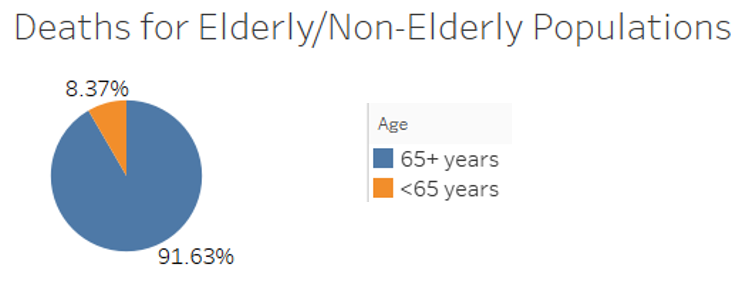 Deaths for Elderly/Non-Elderly Populations
8.37%
91.63%
Age
65+ years
<65 years